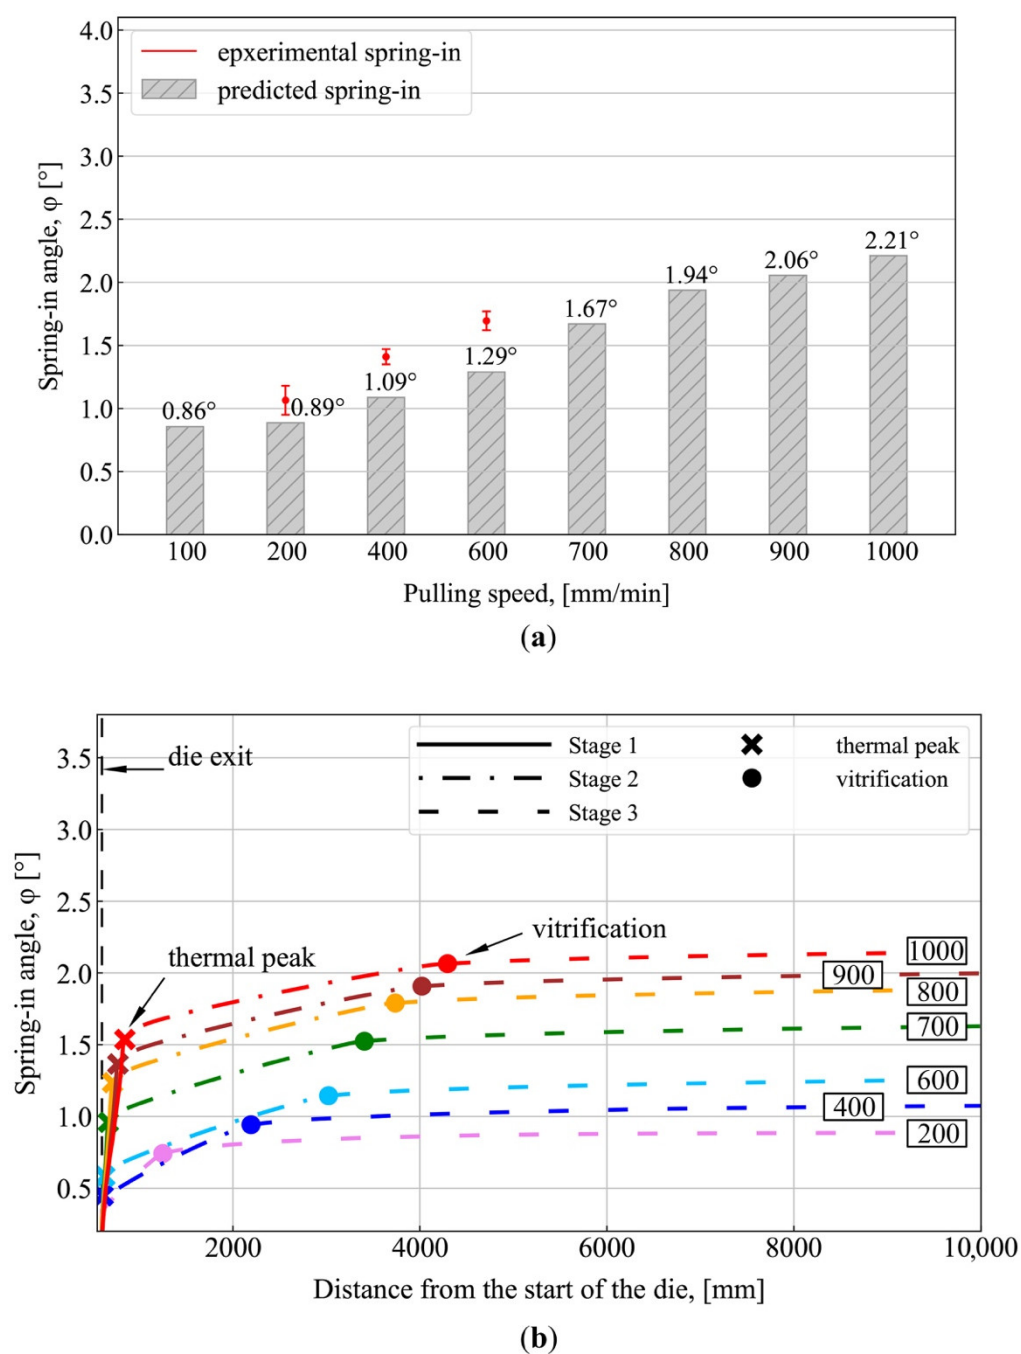 4.0
3.5
3.0
2.5
2.0
1.5
1.0
0.5
0.0
Spring-in angle, φ [°]
epxerimental spring-in
predicted spring-in
0.86°
0.89°
1.09°
1.29°
1.67°
1.94°
2.06°
2.21°
100 200 400 600 700 800 900 1000
Pulling speed, [mm/min]
(a)
3.5
3.0
2.5
2.0
1.5
1.0
0.5
Spring-in angle, φ [°]
die exit
Stage 1
Stage 2
Stage 3
thermal peak
vitrification
thermal peak
vitrification
1000
900
800
700
600
400
200
2000 4000 6000 8000 10,000
Distance from the start of the die, [mm]
(b)